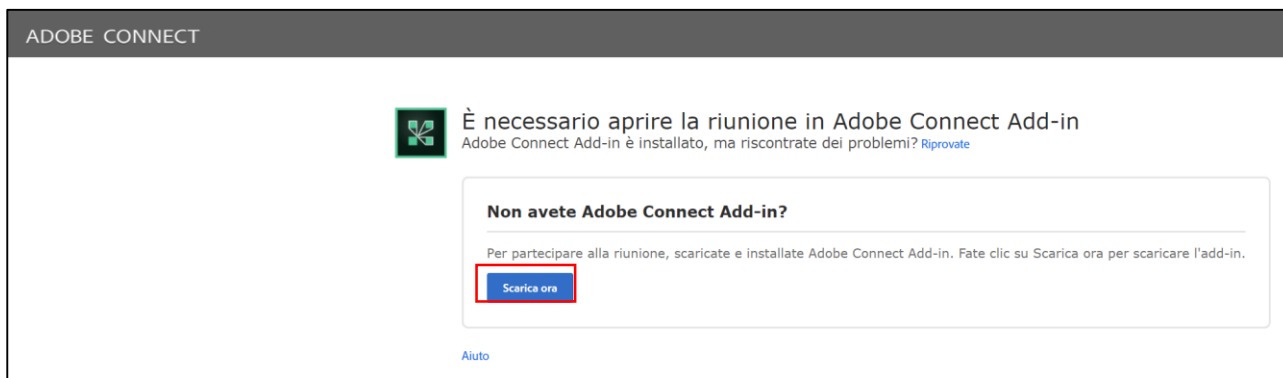 ADOBE CONNECT
È necessario aprire la riunione in Adobe Connect Add-in
Adobe Connect Add-in è installato, ma riscontrate dei problemi? Riprovate
Non avete Adobe Connect Add-in?
Per partecipare alla riunione, scaricate e installate Adobe Connect Add-in. Fate clic su Scarica ora per scaricare l'add-in.
Scarica ora
Aiuto